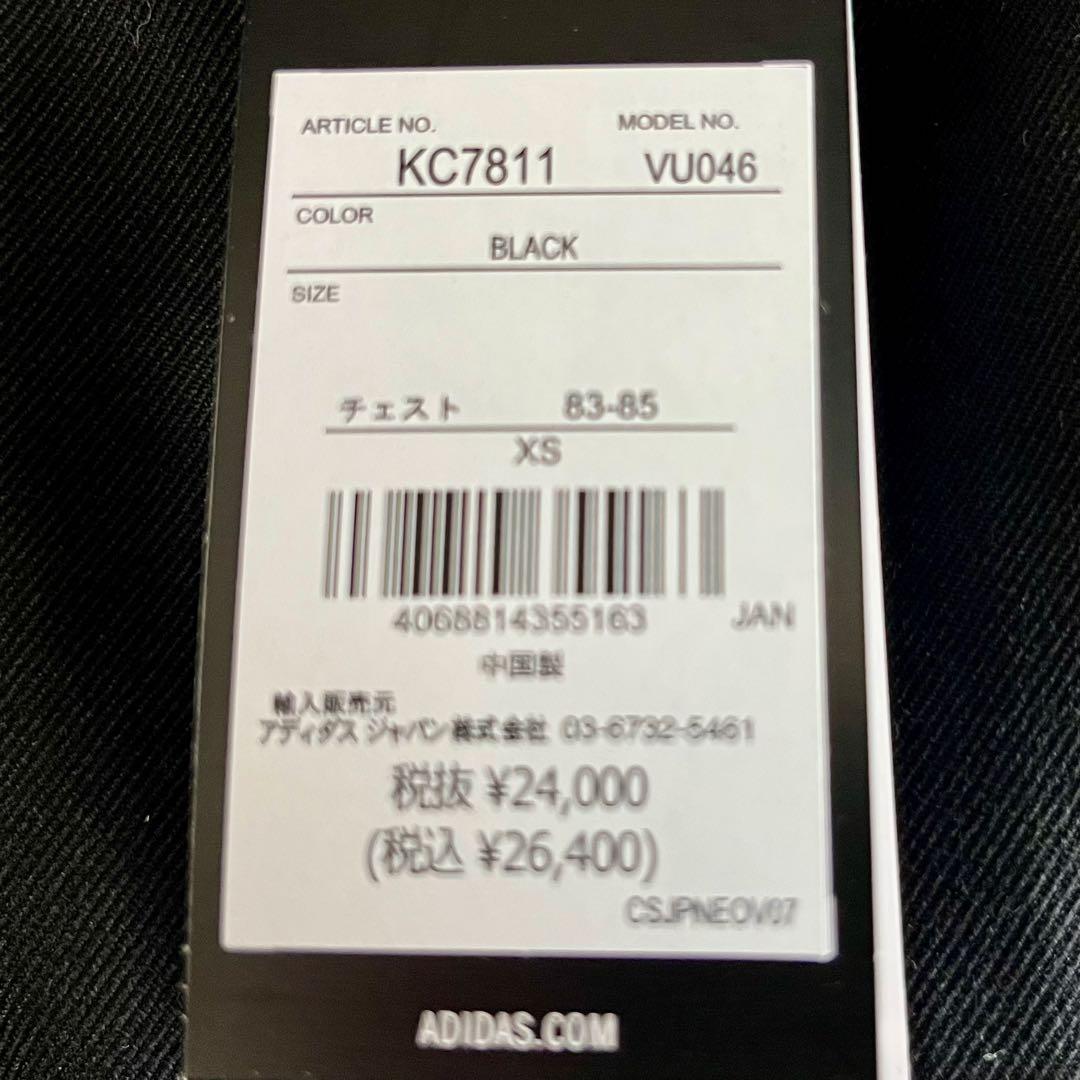 ARTICLE NO. MODEL NO.
KC7811 VU046
COLOR
BLACK
SIZE
チェスト 83-85
XS
4068814355163 JAN
中国製
輸入販売元
アディダス ジャパン株式会社 03-6732-5461
税抜 ¥24,000
(税込 ¥26,400)
CSJPNEOV07
ADIDAS.COM